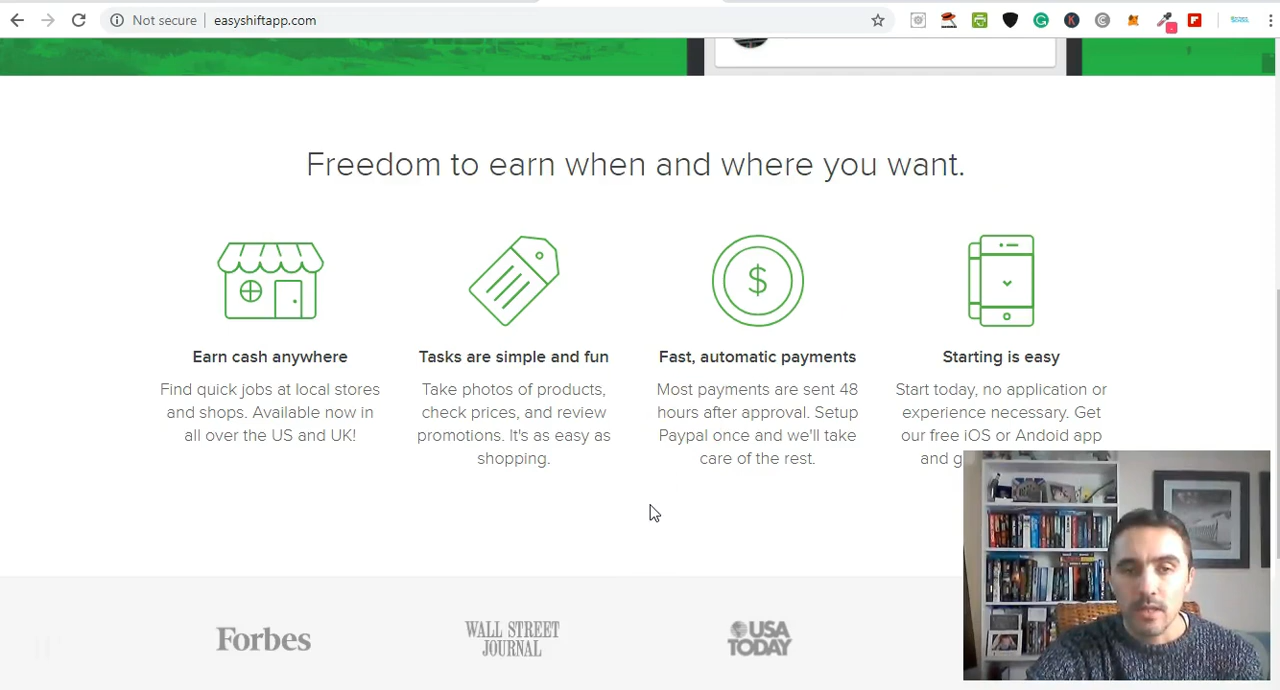 Not secure
easyshiftapp.com
Freedom to earn when and where you want.
Earn cash anywhere
Find quick jobs at local stores
and shops. Available now in
all over the US and UK!
Tasks are simple and fun
Take photos of products,
check prices, and review
promotions. It's as easy as
shopping.
Fast, automatic payments
Most payments are sent 48
hours after approval. Setup
Paypal once and we'll take
care of the rest.
Starting is easy
Start today, no application or
experience necessary. Get
our free iOS or Andoid app
and g
Forbes
WALL STREET
JOURNAL
USA
TODAY